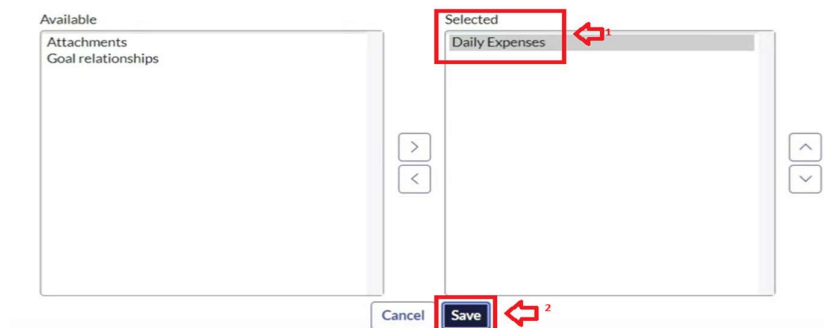 Available
Attachments
Goal relationships
Selected
Daily Expenses
1
>
<
Cancel
Save
2